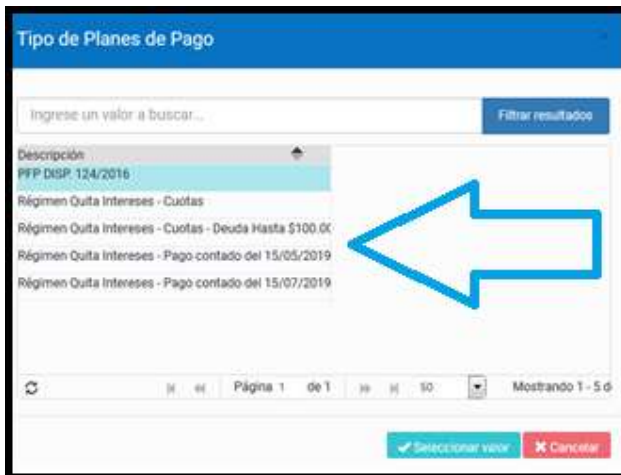 Tipo de Planes de Pago
Ingrese un valor a buscar...
Filtrar resultados
Descripción
PFP DISP. 124/2016
Régimen Quita Intereses - Cuotas
Régimen Quita Intereses - Cuotas - Deuda Hasta $100.00
Régimen Quita Intereses - Pago contado del 15/05/2019
Régimen Quita Intereses - Pago contado del 15/07/2019
Página 1 de 1 50 Mostrando 1 - 5 d
Seleccionar valor Cancelar